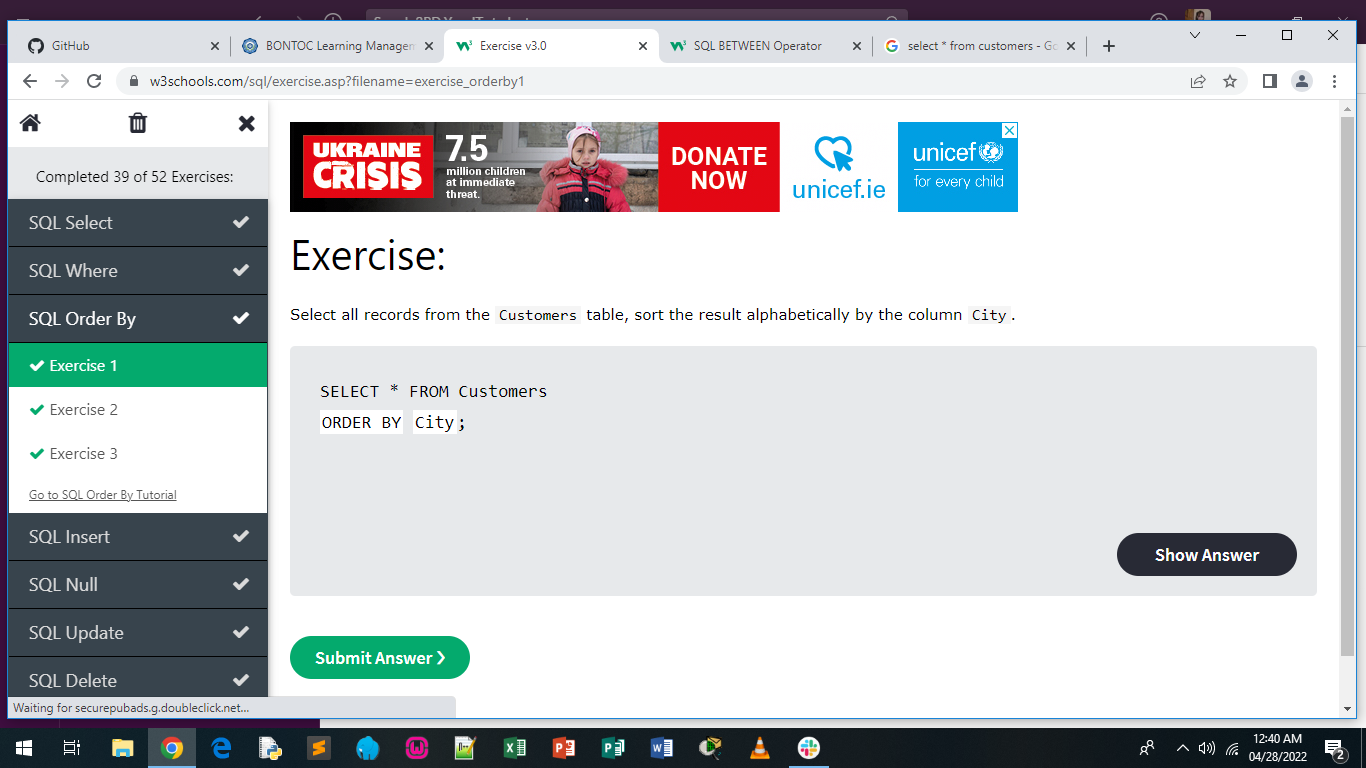 GitHub
BONTOC Learning Managem
Exercise v3.0
SQL BETWEEN Operator
select * from customers - Go
w3schools.com/sql/exercise.asp?filename=exercise_orderby1
Completed 39 of 52 Exercises:
SQL Select
SQL Where
SQL Order By
Exercise 1
Exercise 2
Exercise 3
Go to SQL Order By Tutorial
SQL Insert
SQL Null
SQL Update
SQL Delete
Waiting for securepubads.g.doubleclick.net...
UKRAINE
CRISIS
7.5
million children
at immediate
threat.
DONATE
NOW
unicef.ie
unicef
for every child
Exercise:
Select all records from the Customers table, sort the result alphabetically by the column City.
SELECT * FROM Customers
ORDER BY City;
Show Answer
Submit Answer ❯
12:40 AM
04/28/2022
2